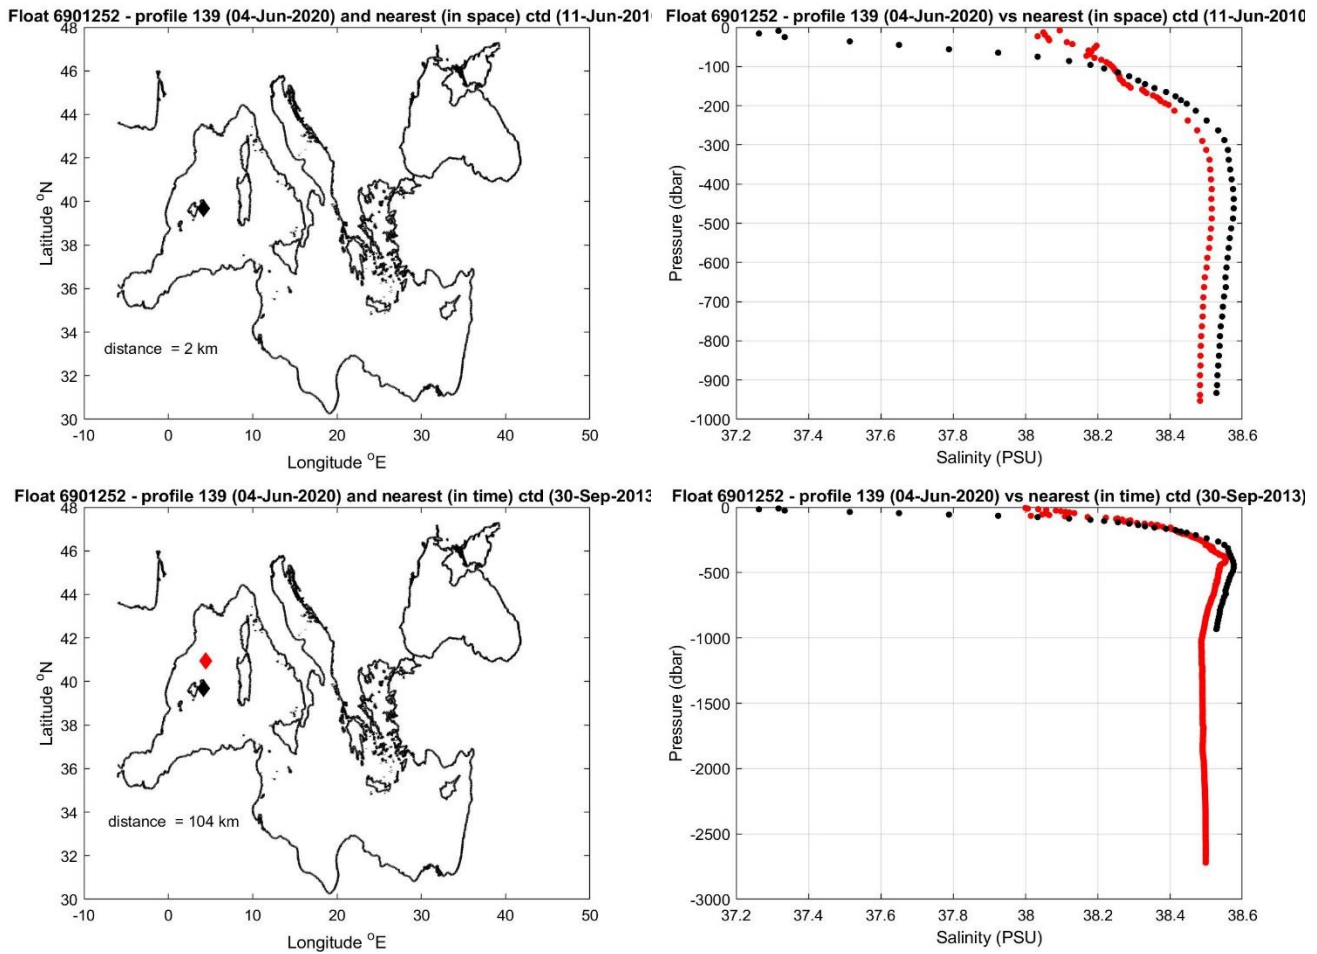 Float 6901252 - profile 139 (04-Jun-2020) and nearest (in space) ctd (11-Jun-201
48
46
44
42
40
38
36
34
32
30
Latitude °N
distance = 2 km
-10 0 10 20 30 40 50
Longitude °E
Float 6901252 - profile 139 (04-Jun-2020) vs nearest (in space) ctd (11-Jun-2010
0
-100
-200
-300
-400
-500
-600
-700
-800
-900
-1000
Pressure (dbar)
37.2 37.4 37.6 37.8 38 38.2 38.4 38.6
Salinity (PSU)
Float 6901252 - profile 139 (04-Jun-2020) and nearest (in time) ctd (30-Sep-2013
48
46
44
42
40
38
36
34
32
30
Latitude °N
distance = 104 km
-10 0 10 20 30 40 50
Longitude °E
Float 6901252 - profile 139 (04-Jun-2020) vs nearest (in time) ctd (30-Sep-2013)
0
-500
-1000
-1500
-2000
-2500
-3000
Pressure (dbar)
37.2 37.4 37.6 37.8 38 38.2 38.4 38.6
Salinity (PSU)